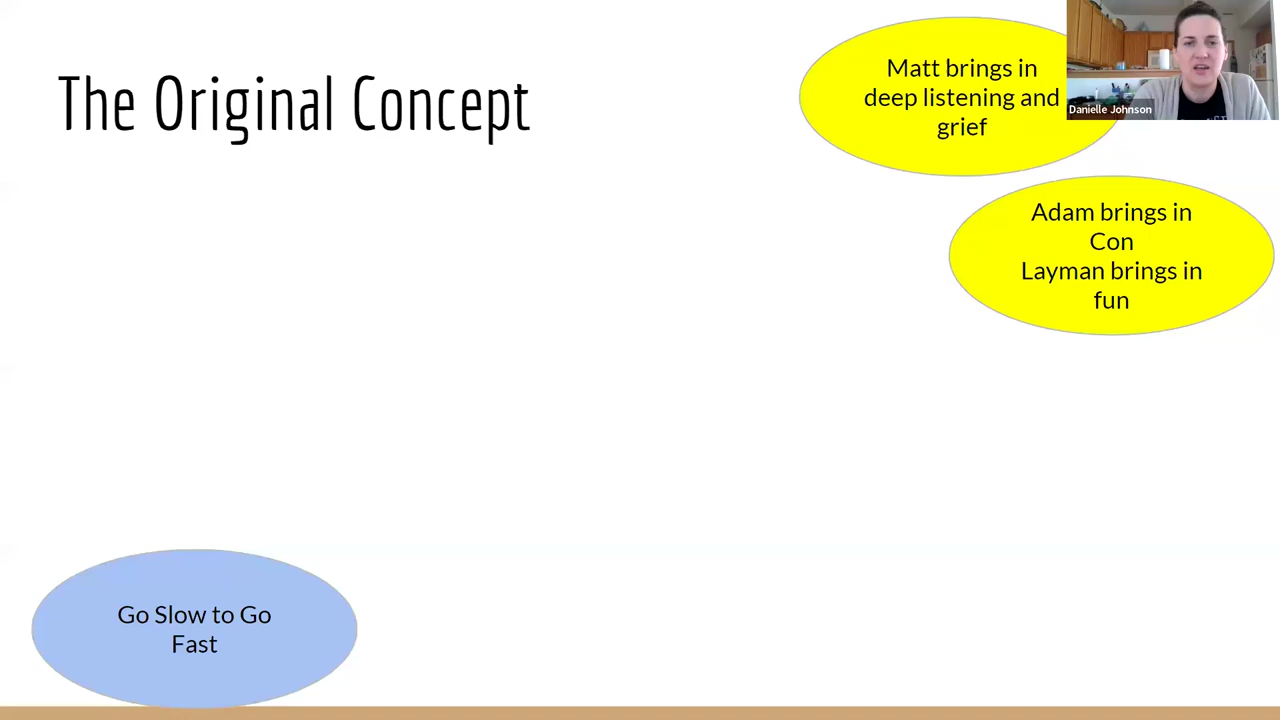 The Original Concept
Matt brings in
deep listening and
grief
Danielle Johnson
Adam brings in
Con
Layman brings in
fun
Go Slow to Go
Fast